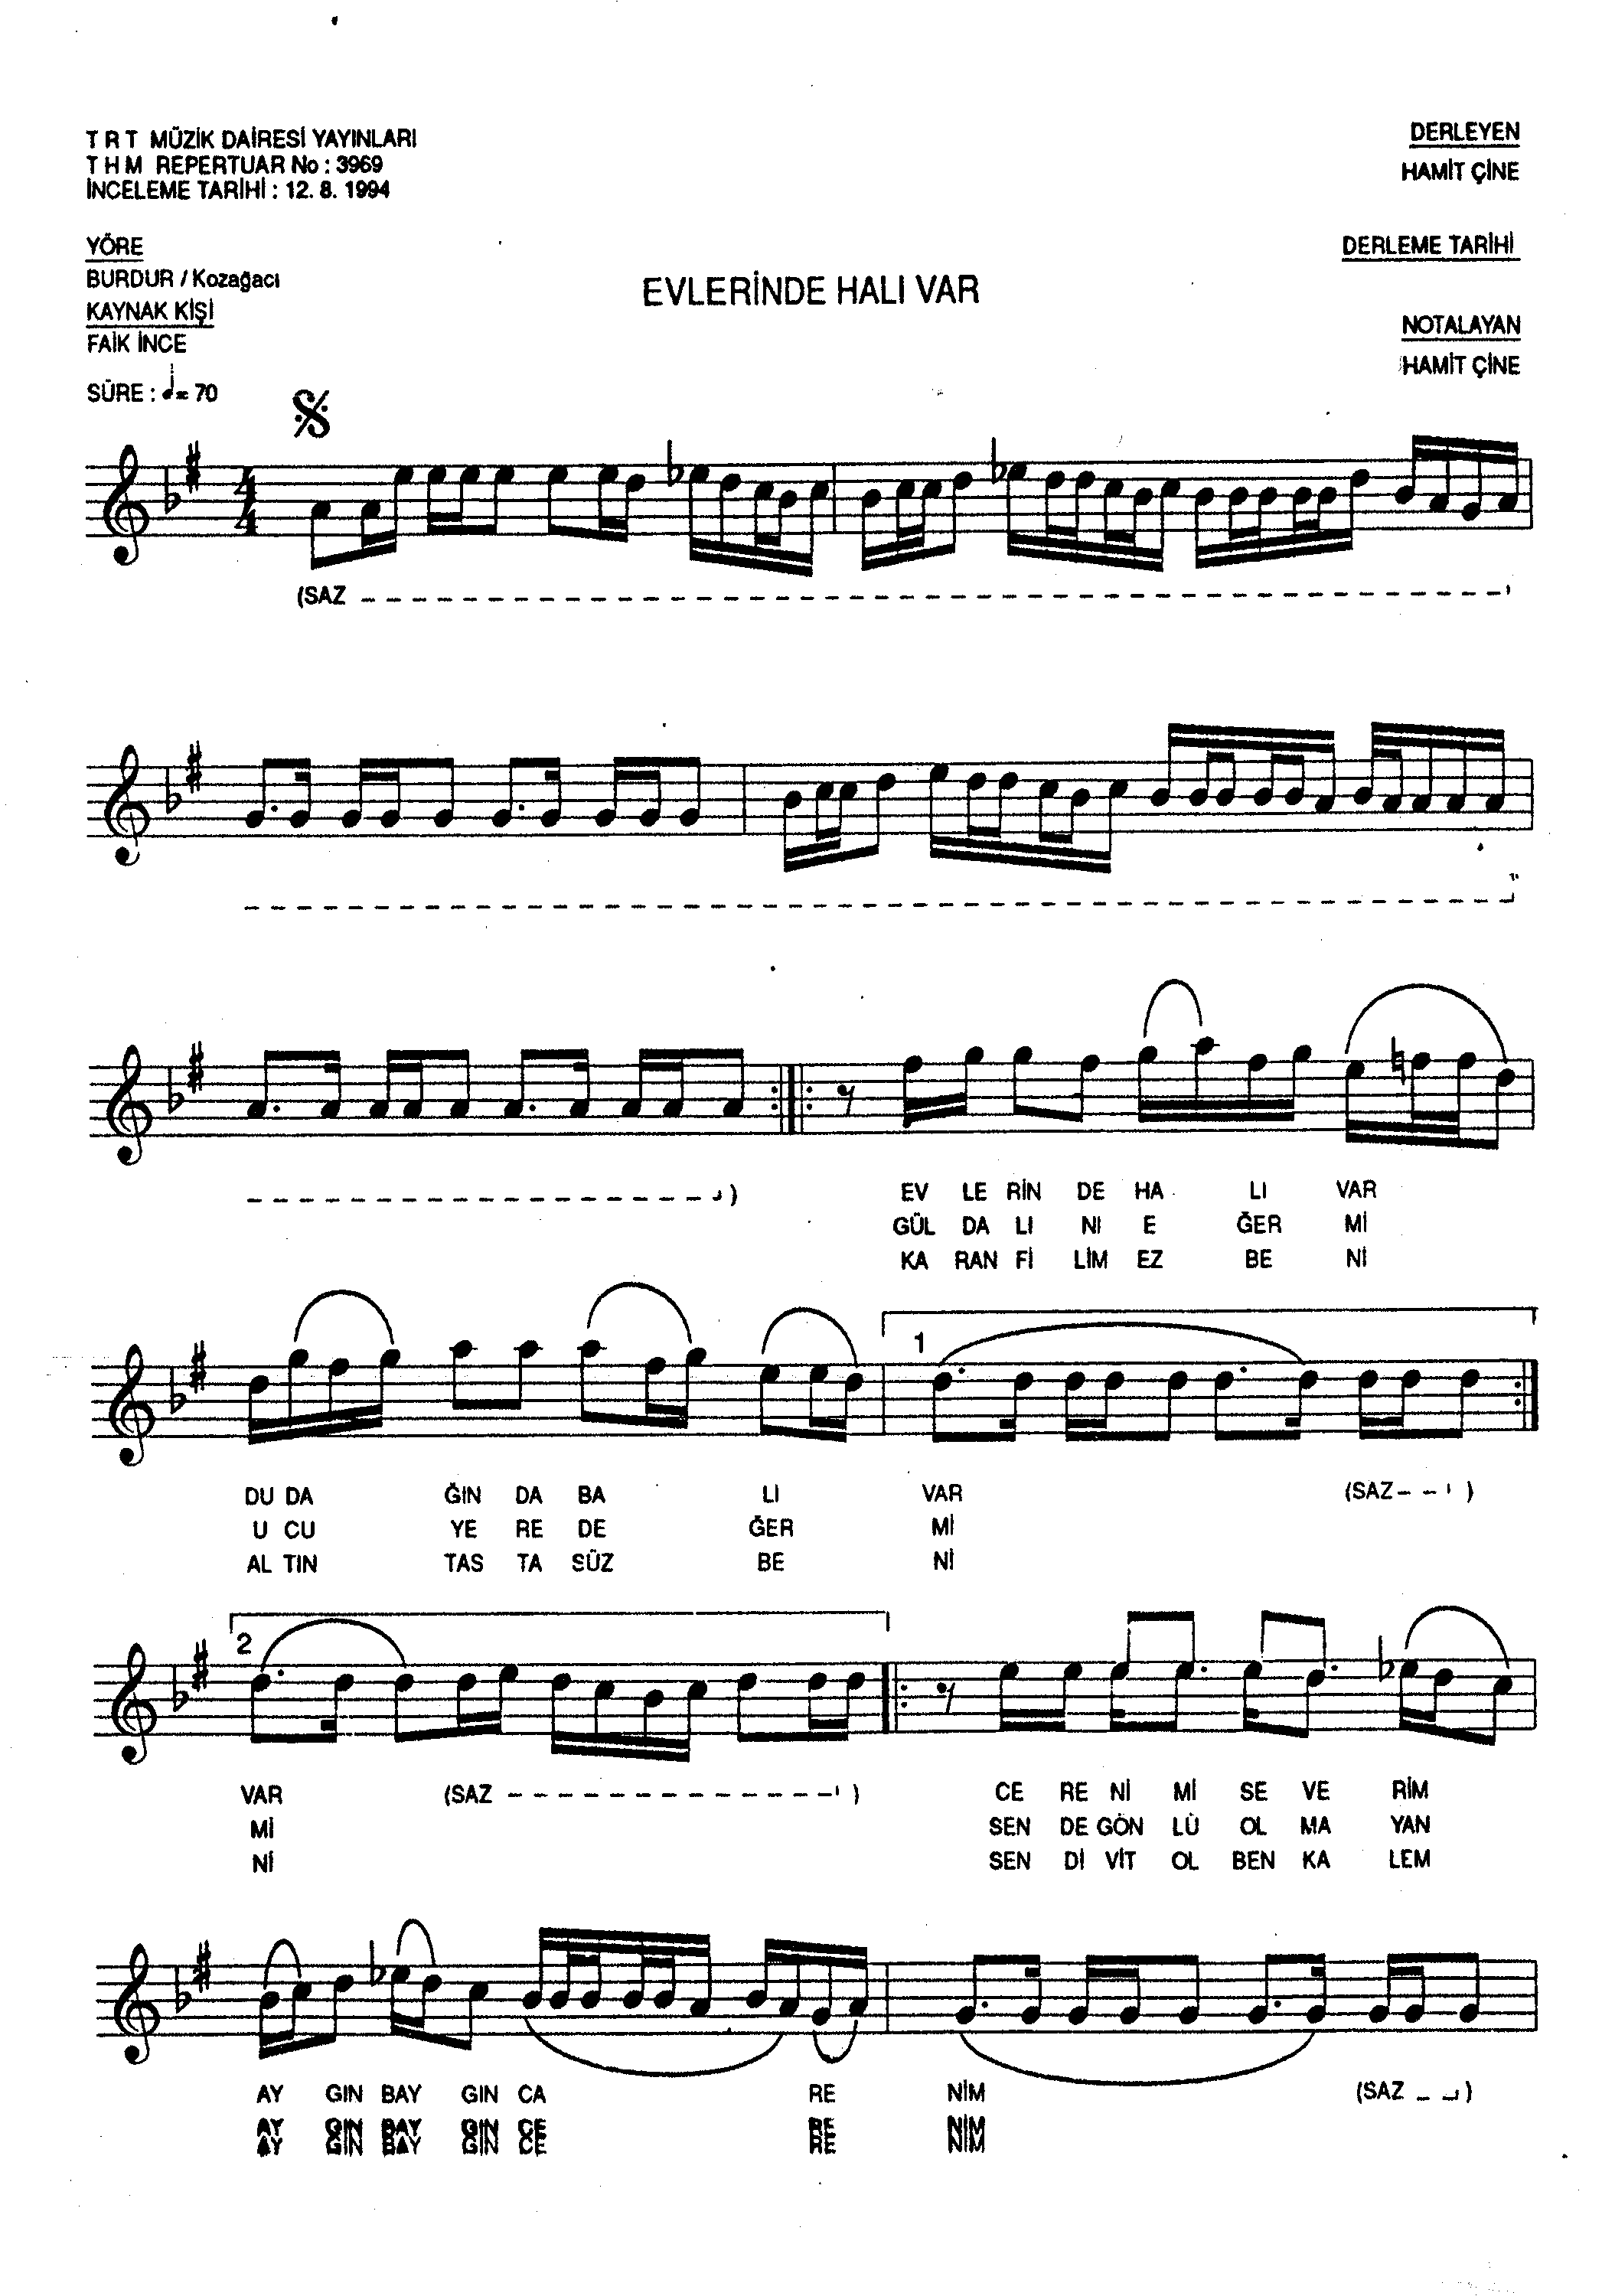 T R T MÜZİK DAİRESİ YAYINLARI
T H M REPERTUAR No : 3969
İNCELEME TARİHİ : 12. 8. 1994
DERLEYEN
HAMİT ÇİNE
YÖRE
BURDUR / Kozağacı
KAYNAK KİŞİ
FAİK İNCE
SÜRE : ♩= 70
EVLERİNDE HALI VAR
DERLEME TARİHİ
NOTALAYAN
HAMİT ÇİNE
4
4
(SAZ
)
EV LE RİN DE HA LI VAR
GÜL DA LI NI E ĞER Mİ
KA RAN Fİ LİM EZ BE Nİ
1
DU DA ĞIN DA BA LI VAR (SAZ )
U CU YE RE DE ĞER Mİ
AL TIN TAS TA SÜZ BE Nİ
2
VAR (SAZ ) CE RE Nİ Mİ SE VE RİM
Mİ SEN DE GÖN LÜ OL MA YAN
Nİ SEN Dİ VİT OL BEN KA LEM
AY GIN BAY GIN CA RE NİM (SAZ )
AY GIN BAY GIN CE RE NİM
AY GIN BAY GIN CE RE NİM